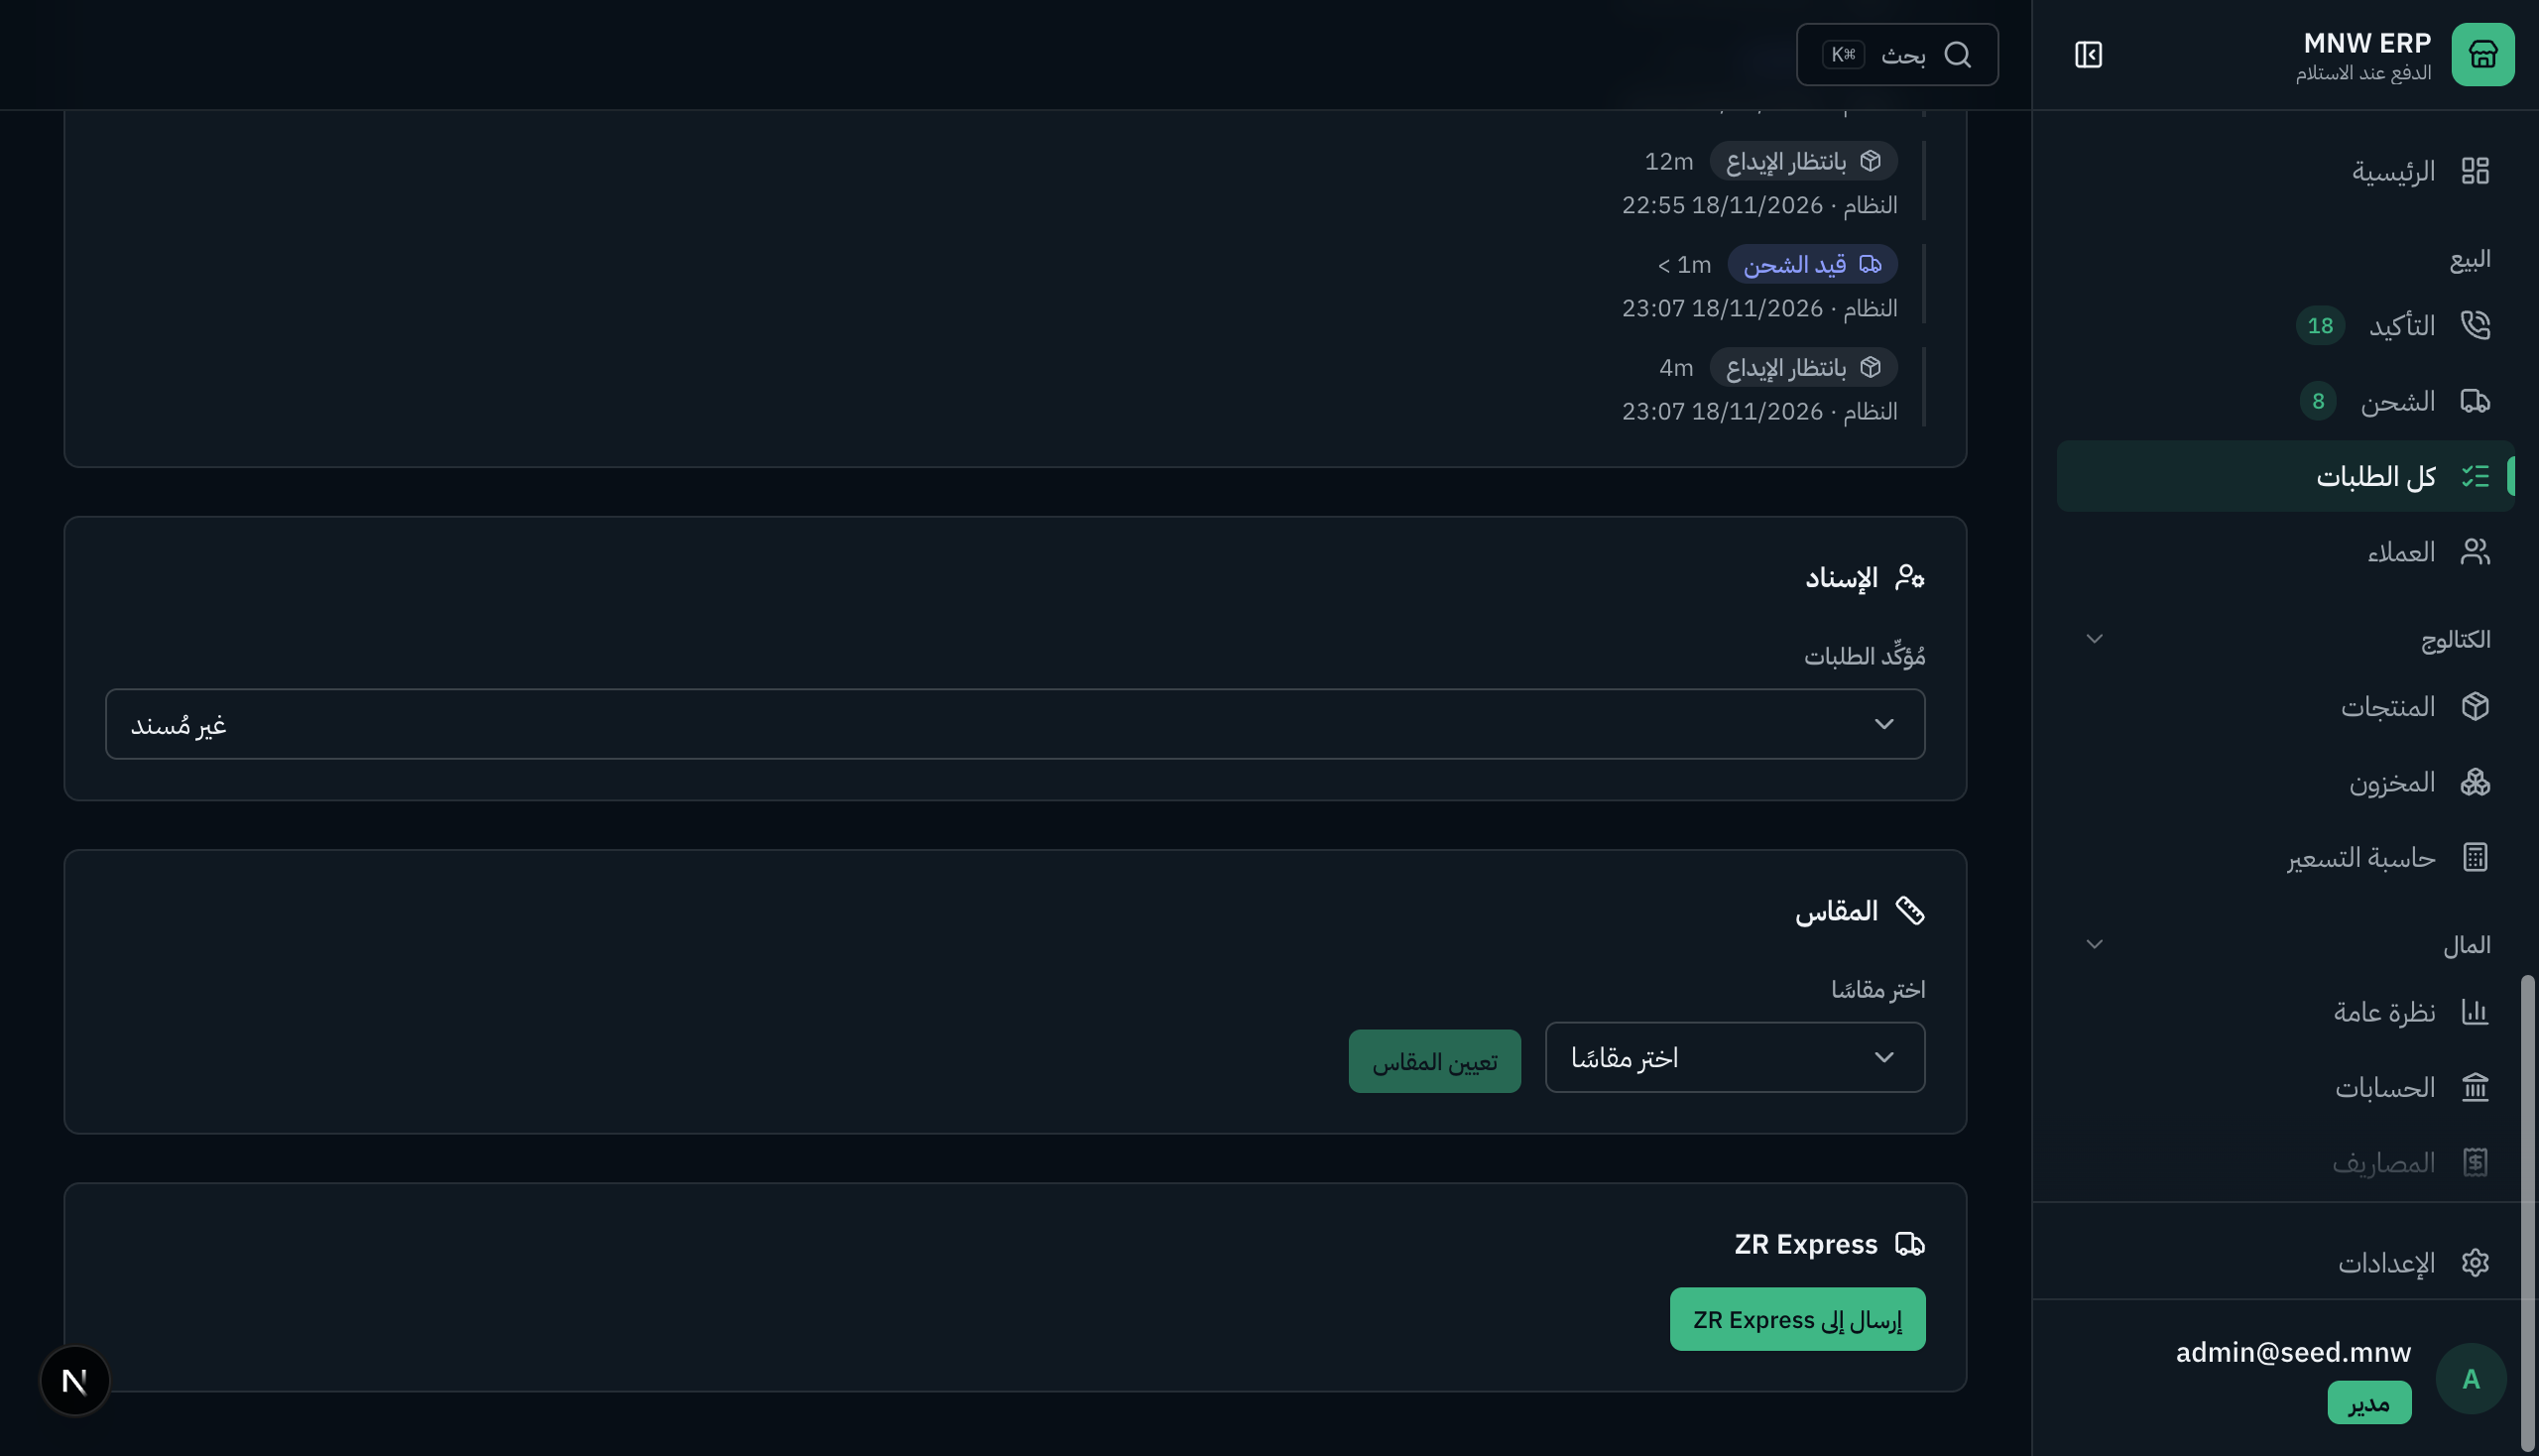 MNW ERP
الدفع عند الاستلام
بحث ⌘K
الرئيسية
البيع
التأكيد 18
الشحن 8
كل الطلبات
العملاء
الكتالوج
المنتجات
المخزون
حاسبة التسعير
المال
نظرة عامة
الحسابات
المصاريف
الإعدادات
admin@seed.mnw
مدير
A
بانتظار الإيداع 12m
النظام · 18/11/2026 22:55
قيد الشحن < 1m
النظام · 18/11/2026 23:07
بانتظار الإيداع 4m
النظام · 18/11/2026 23:07
الإسناد
مُؤكِّد الطلبات
غير مُسند
المقاس
اختر مقاسًا
اختر مقاسًا
تعيين المقاس
ZR Express
إرسال إلى ZR Express
N